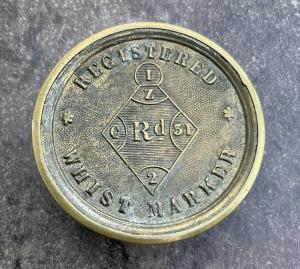 REGISTERED
I
Z
C Rd 31
2
WHIST MARKER